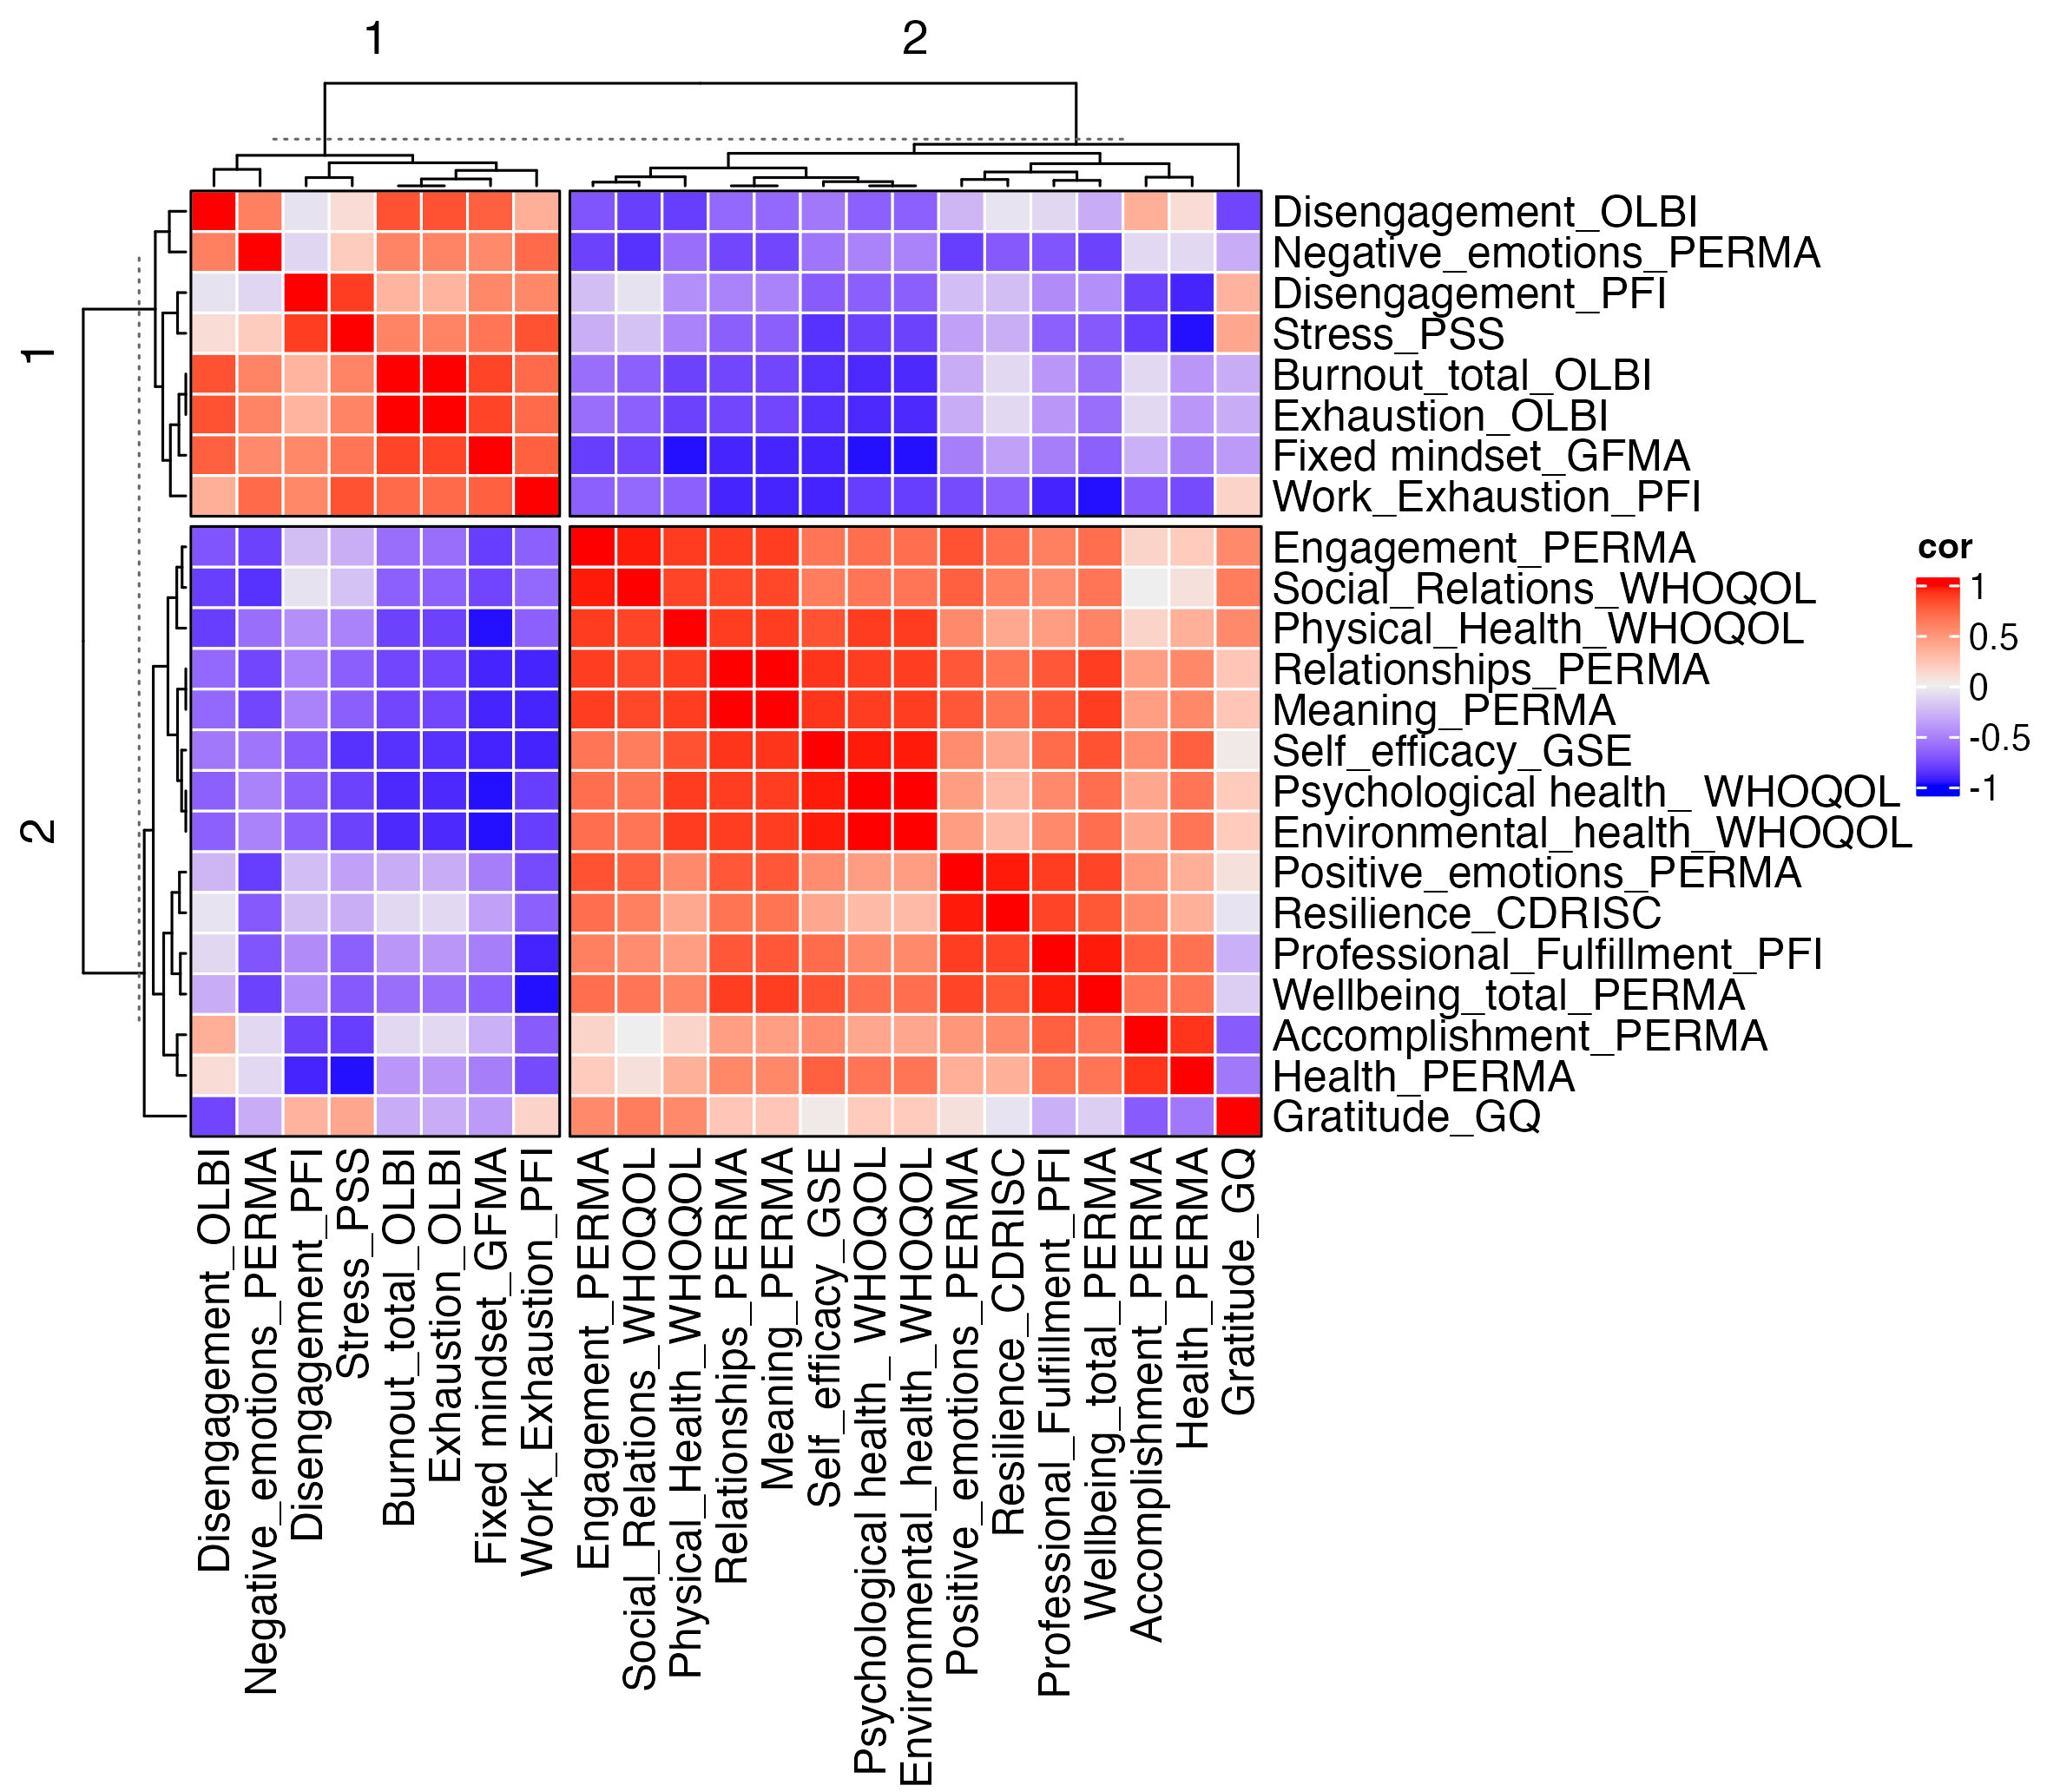 1
2
1
2
Disengagement_OLBI
Negative_emotions_PERMA
Disengagement_PFI
Stress_PSS
Burnout_total_OLBI
Exhaustion_OLBI
Fixed mindset_GFMA
Work_Exhaustion_PFI
Engagement_PERMA
Social_Relations_WHOQOL
Physical_Health_WHOQOL
Relationships_PERMA
Meaning_PERMA
Self_efficacy_GSE
Psychological health_ WHOQOL
Environmental_health_WHOQOL
Positive_emotions_PERMA
Resilience_CDRISC
Professional_Fulfillment_PFI
Wellbeing_total_PERMA
Accomplishment_PERMA
Health_PERMA
Gratitude_GQ
cor
1
0.5
0
-0.5
-1
Disengagement_OLBI
Negative_emotions_PERMA
Disengagement_PFI
Stress_PSS
Burnout_total_OLBI
Exhaustion_OLBI
Fixed mindset_GFMA
Work_Exhaustion_PFI
Engagement_PERMA
Social_Relations_WHOQOL
Physical_Health_WHOQOL
Relationships_PERMA
Meaning_PERMA
Self_efficacy_GSE
Psychological health_ WHOQOL
Environmental_health_WHOQOL
Positive_emotions_PERMA
Resilience_CDRISC
Professional_Fulfillment_PFI
Wellbeing_total_PERMA
Accomplishment_PERMA
Health_PERMA
Gratitude_GQ